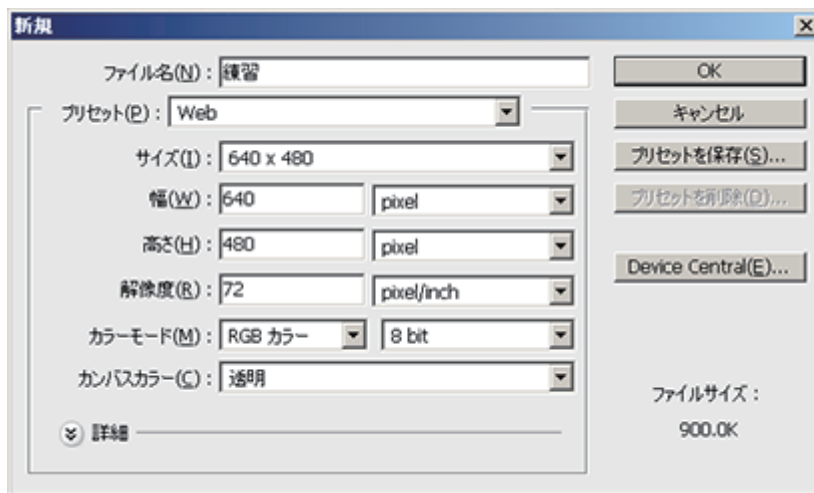 新規
ファイル名(N)：練習
プリセット(P)：Web
サイズ(I)：640 x 480
幅(W)：640 pixel
高さ(H)：480 pixel
解像度(R)：72 pixel/inch
カラーモード(M)：RGB カラー 8 bit
カンバスカラー(C)：透明
詳細
OK
キャンセル
プリセットを保存(S)...
プリセットを削除(D)...
Device Central(E)...
ファイルサイズ：
900.0K